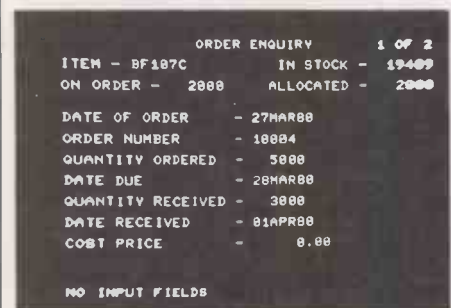 ORDER ENQUIRY 1 OF 2
ITEM - BF107C IN STOCK - 19409
ON ORDER - 2000 ALLOCATED - 2000
DATE OF ORDER - 27MAR80
ORDER NUMBER - 10004
QUANTITY ORDERED - 5000
DATE DUE - 28MAR80
QUANTITY RECEIVED - 3000
DATE RECEIVED - 01APR80
COST PRICE - 0.00
NO INPUT FIELDS